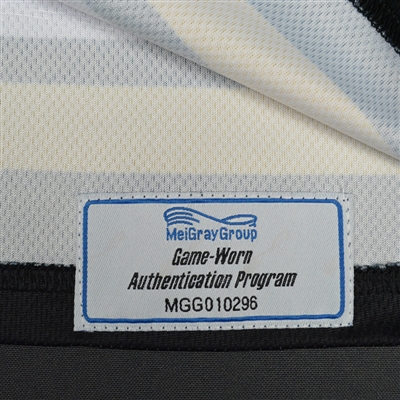 MeiGrayGroup
Game-Worn
Authentication Program
MGG010296